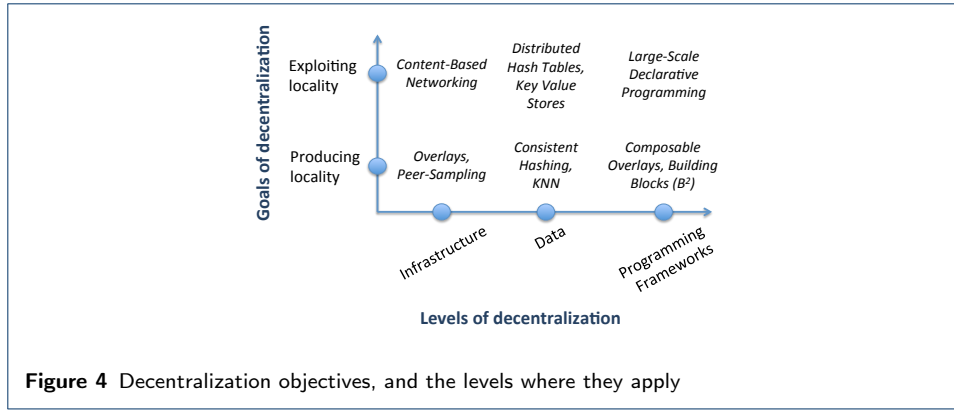 Goals of decentralization
Exploiting
locality
Content-Based
Networking
Distributed
Hash Tables,
Key Value
Stores
Large-Scale
Declarative
Programming
Producing
locality
Overlays,
Peer-Sampling
Consistent
Hashing,
KNN
Composable
Overlays, Building
Blocks (B²)
Infrastructure
Data
Programming
Frameworks
Levels of decentralization
Figure 4 Decentralization objectives, and the levels where they apply